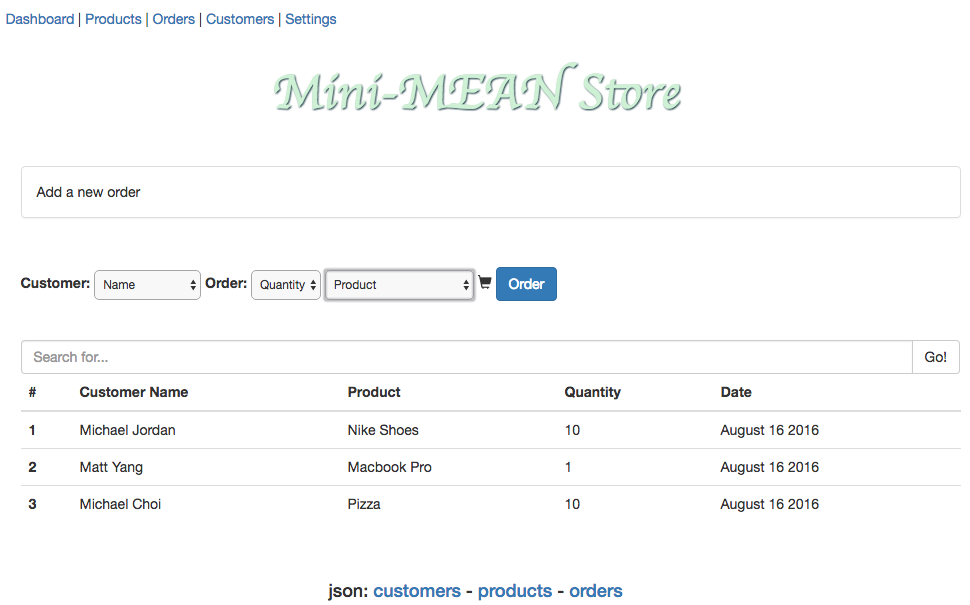 Dashboard | Products | Orders | Customers | Settings
Mini-MEAN Store
Add a new order
Customer: Name Order: Quantity Product Order
Search for... Go!
# Customer Name Product Quantity Date
1 Michael Jordan Nike Shoes 10 August 16 2016
2 Matt Yang Macbook Pro 1 August 16 2016
3 Michael Choi Pizza 10 August 16 2016
json: customers - products - orders